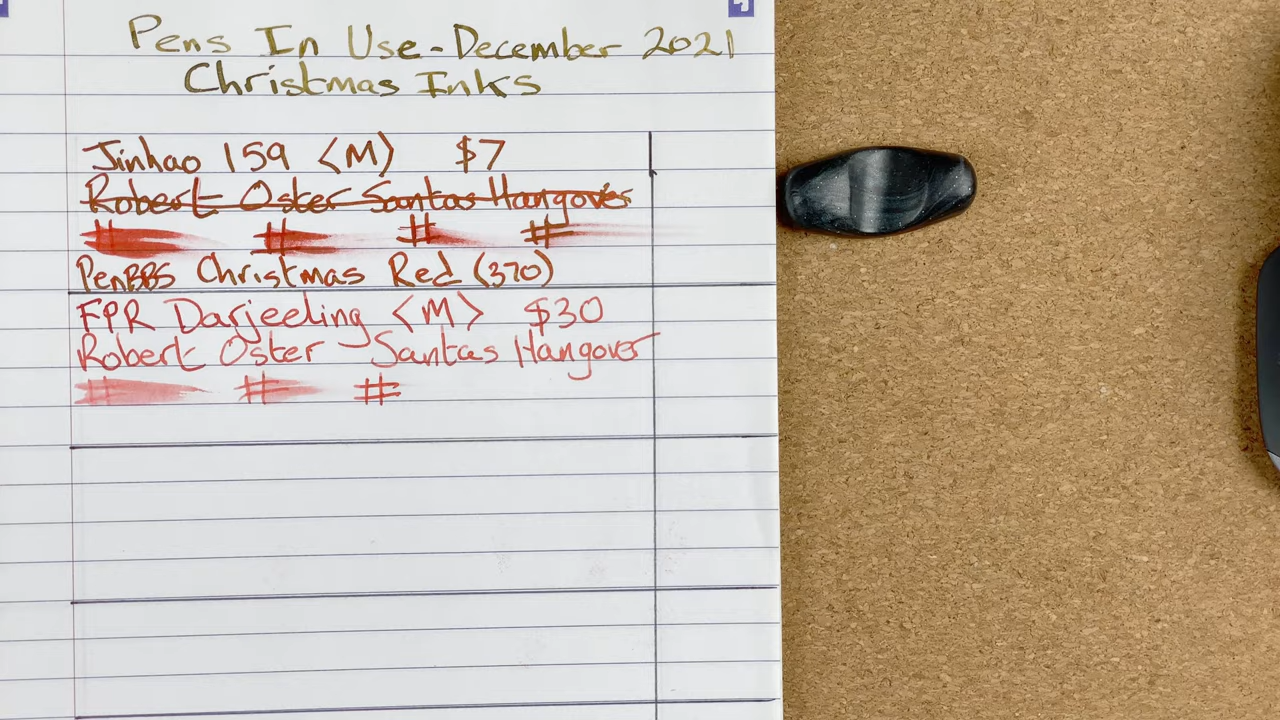 Pens In Use - December 2021
Christmas Inks
Jinhao 159 <M> $7
Robert Oster Santas Hangover
# # # #
PenBBS Christmas Red (370)
FPR Darjeeling <M> $30
Robert Oster Santas Hangover
# # #